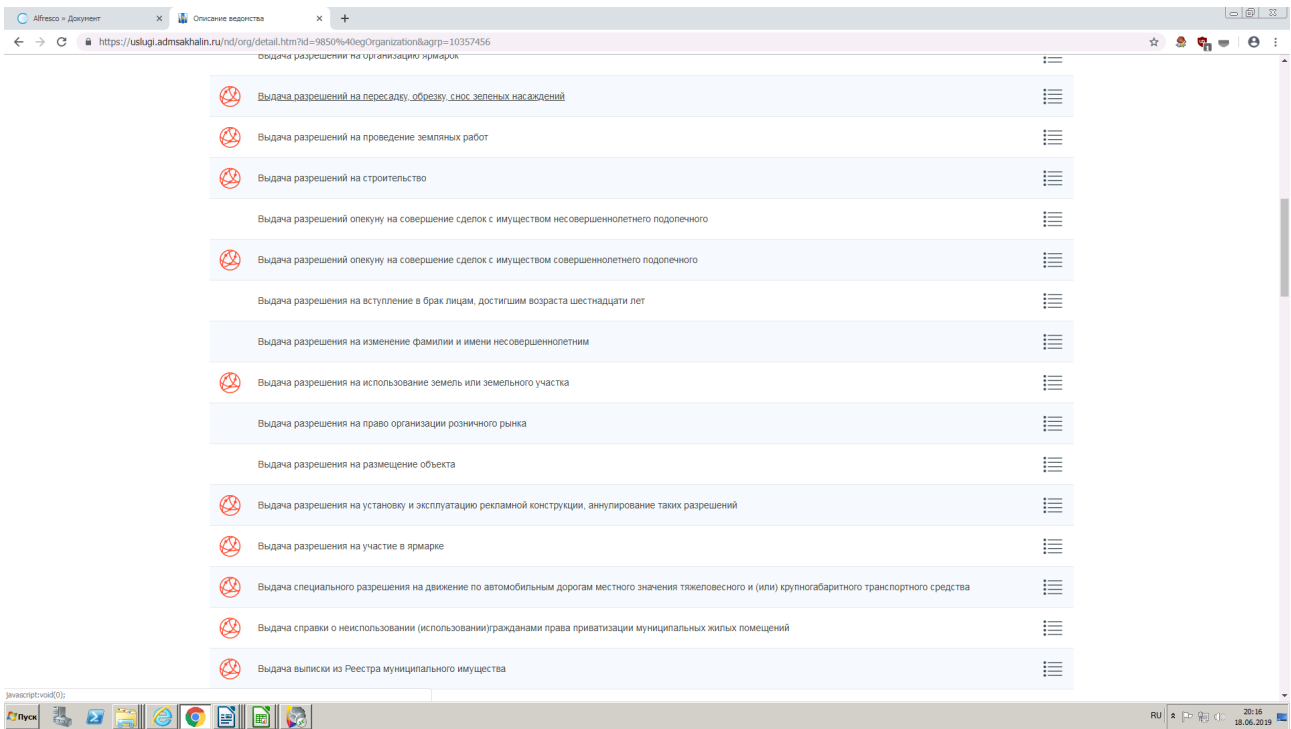 Alfresco » Документ
Описание ведомства
https://uslugi.admsakhalin.ru/nd/org/detail.htm?id=9850%40egOrganization&agrp=10357456
Выдача разрешений на организацию ярмарок
Выдача разрешений на пересадку, обрезку, снос зеленых насаждений
Выдача разрешений на проведение земляных работ
Выдача разрешений на строительство
Выдача разрешений опекуну на совершение сделок с имуществом несовершеннолетнего подопечного
Выдача разрешений опекуну на совершение сделок с имуществом совершеннолетнего подопечного
Выдача разрешения на вступление в брак лицам, достигшим возраста шестнадцати лет
Выдача разрешения на изменение фамилии и имени несовершеннолетним
Выдача разрешения на использование земель или земельного участка
Выдача разрешения на право организации розничного рынка
Выдача разрешения на размещение объекта
Выдача разрешения на установку и эксплуатацию рекламной конструкции, аннулирование таких разрешений
Выдача разрешения на участие в ярмарке
Выдача специального разрешения на движение по автомобильным дорогам местного значения тяжеловесного и (или) крупногабаритного транспортного средства
Выдача справки о неиспользовании (использовании)гражданами права приватизации муниципальных жилых помещений
Выдача выписки из Реестра муниципального имущества
javascript:void(0);
Пуск
RU
20:16
18.06.2019